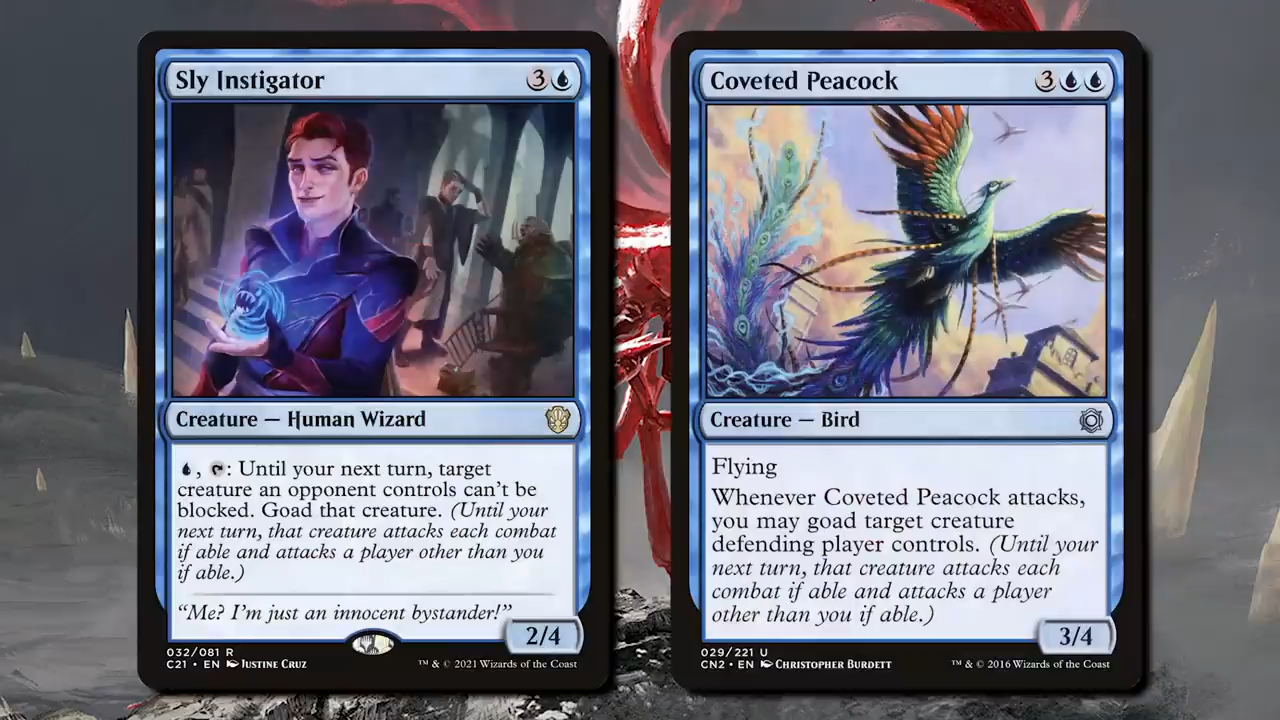 Sly Instigator 3
Creature — Human Wizard
, : Until your next turn, target
creature an opponent controls can't be
blocked. Goad that creature. (Until your
next turn, that creature attacks each combat
if able and attacks a player other than you
if able.)
"Me? I'm just an innocent bystander!"
2/4
032/081 R
C21 • EN Justine Cruz ™ & © 2021 Wizards of the Coast
Coveted Peacock 3
Creature — Bird
Flying
Whenever Coveted Peacock attacks,
you may goad target creature
defending player controls. (Until your
next turn, that creature attacks each
combat if able and attacks a player
other than you if able.)
3/4
029/221 U
CN2 • EN Christopher Burdett ™ & © 2016 Wizards of the Coast